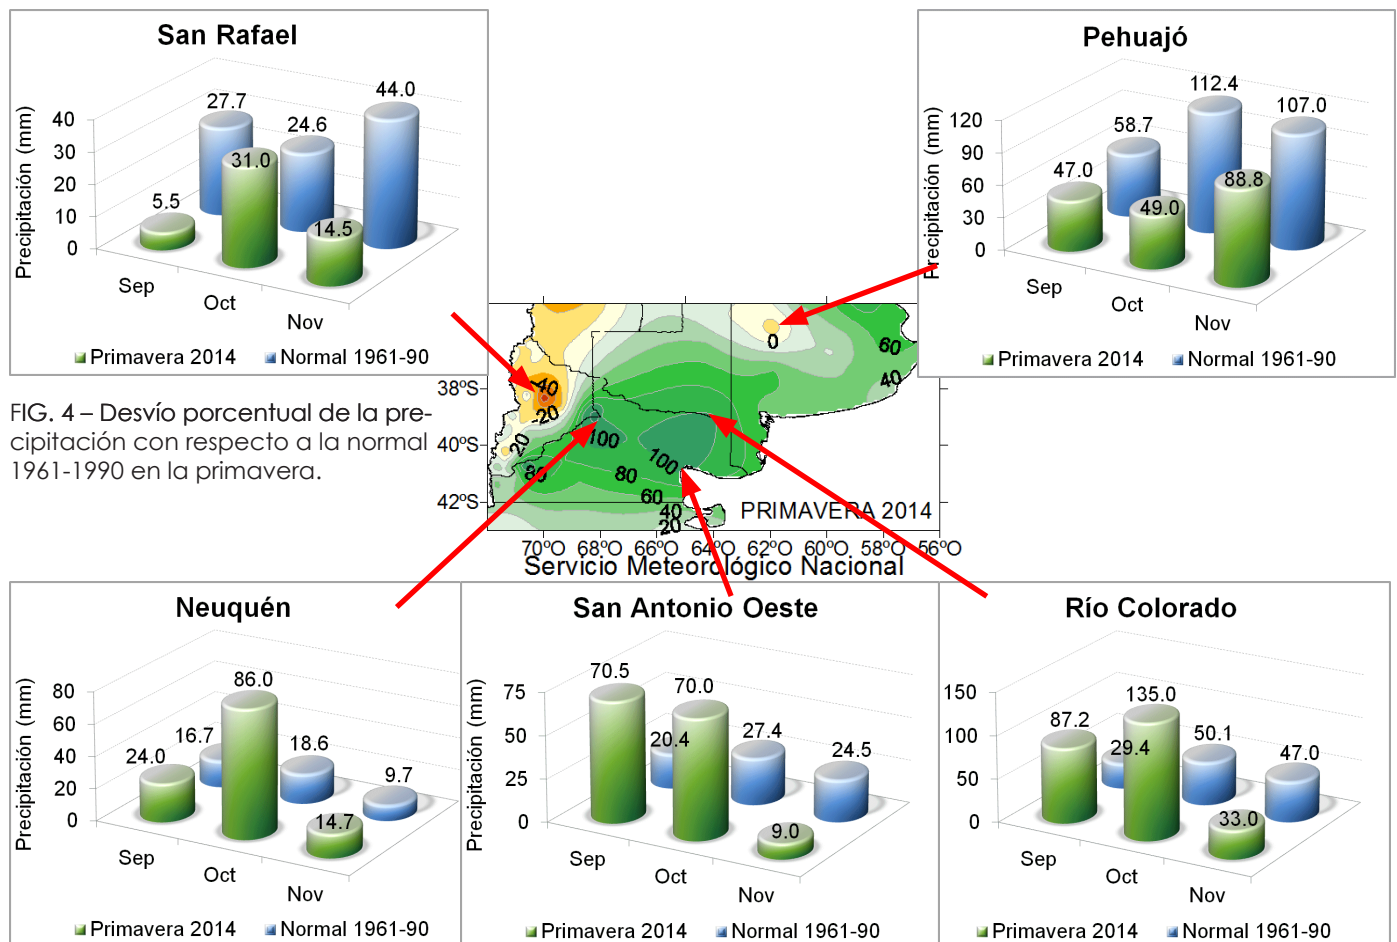 San Rafael
Precipitación (mm)
40
30
20
10
0
5.5
27.7
31.0
24.6
14.5
44.0
Sep
Oct
Nov
Primavera 2014
Normal 1961-90
Pehuajó
Precipitación (mm)
120
90
60
30
0
47.0
58.7
49.0
112.4
88.8
107.0
Sep
Oct
Nov
Primavera 2014
Normal 1961-90
FIG. 4 – Desvío porcentual de la pre-
cipitación con respecto a la normal
1961-1990 en la primavera.
38ºS
40ºS
42ºS
-40
-20
20
80
100
100
80
60
40
20
0
60
40
PRIMAVERA 2014
70ºO 68ºO 66ºO 64ºO 62ºO 60ºO 58ºO 56ºO
Servicio Meteorológico Nacional
Neuquén
Precipitación (mm)
80
60
40
20
0
24.0
16.7
86.0
18.6
14.7
9.7
Sep
Oct
Nov
Primavera 2014
Normal 1961-90
San Antonio Oeste
Precipitación (mm)
75
50
25
0
70.5
20.4
70.0
27.4
9.0
24.5
Sep
Oct
Nov
Primavera 2014
Normal 1961-90
Río Colorado
Precipitación (mm)
150
100
50
0
87.2
29.4
135.0
50.1
33.0
47.0
Sep
Oct
Nov
Primavera 2014
Normal 1961-90